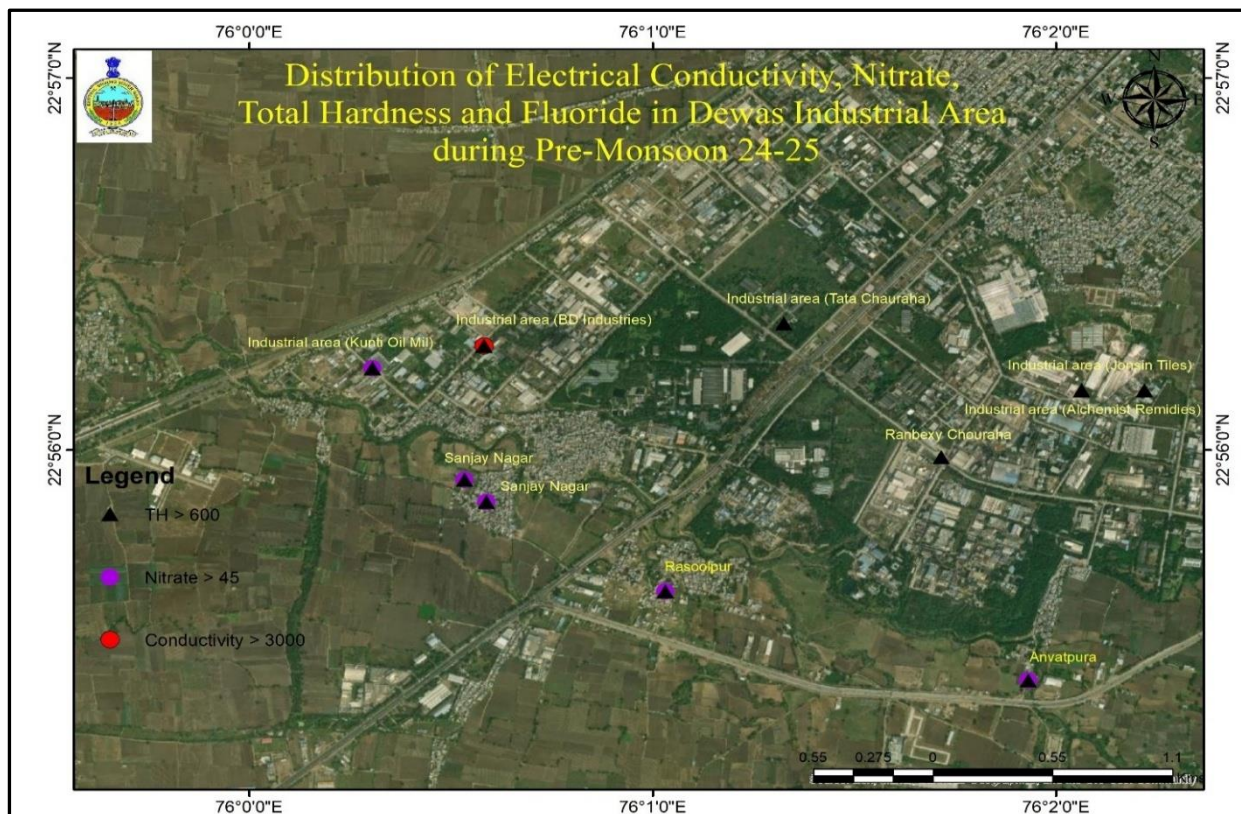 76°0'0"E 76°1'0"E 76°2'0"E
22°57'0"N 22°57'0"N
Distribution of Electrical Conductivity, Nitrate,
Total Hardness and Fluoride in Dewas Industrial Area
during Pre-Monsoon 24-25
N
W E
S
Industrial area (Tata Chauraha)
Industrial area (BD Industries)
Industrial area (Kunh Oil Mil)
Industrial area (Jonsin Tiles)
Industrial area (Alchemist Remidies)
Ranbexy Chouraha
22°56'0"N 22°56'0"N
Sanjay Nagar
Sanjay Nagar
Legend
TH > 600
Nitrate > 45
Conductivity > 3000
Rasoolpur
Anvatpura
0.55 0.275 0 0.55 1.1
76°0'0"E 76°1'0"E 76°2'0"E